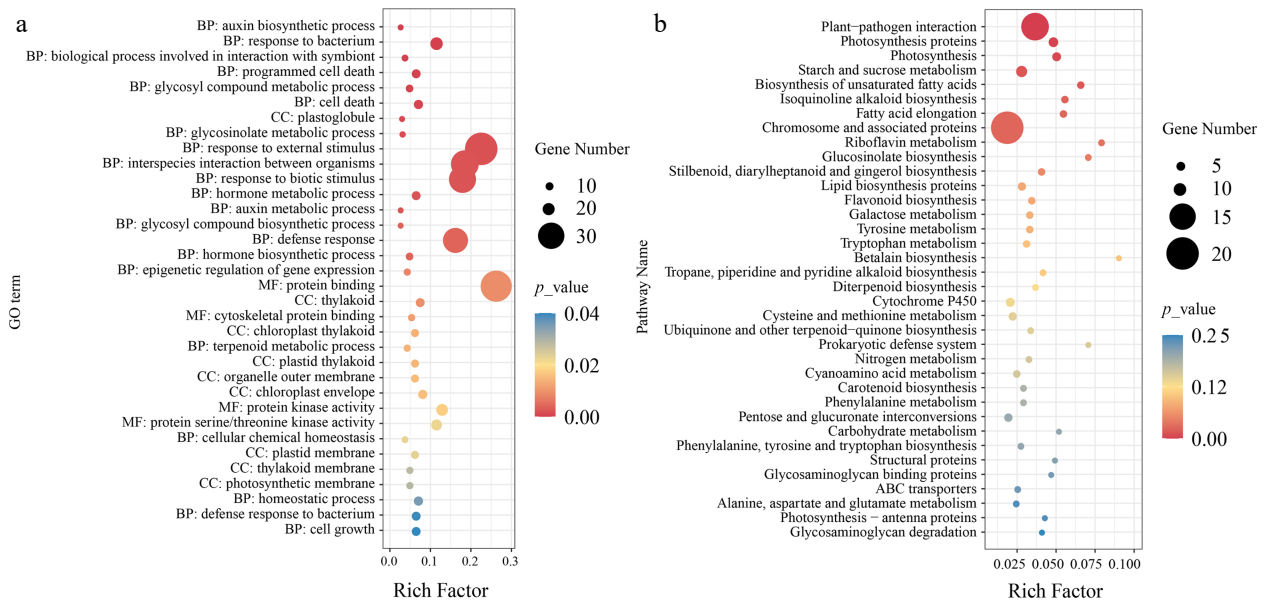 a
GO term
BP: auxin biosynthetic process
BP: response to bacterium
BP: biological process involved in interaction with symbiont
BP: programmed cell death
BP: glycosyl compound metabolic process
BP: cell death
CC: plastoglobule
BP: glycosinolate metabolic process
BP: response to external stimulus
BP: interspecies interaction between organisms
BP: response to biotic stimulus
BP: hormone metabolic process
BP: auxin metabolic process
BP: glycosyl compound biosynthetic process
BP: defense response
BP: hormone biosynthetic process
BP: epigenetic regulation of gene expression
MF: protein binding
CC: thylakoid
MF: cytoskeletal protein binding
CC: chloroplast thylakoid
BP: terpenoid metabolic process
CC: plastid thylakoid
CC: organelle outer membrane
CC: chloroplast envelope
MF: protein kinase activity
MF: protein serine/threonine kinase activity
BP: cellular chemical homeostasis
CC: plastid membrane
CC: thylakoid membrane
CC: photosynthetic membrane
BP: homeostatic process
BP: defense response to bacterium
BP: cell growth
0.0 0.1 0.2 0.3
Rich Factor
Gene Number
10
20
30
p_value
0.04
0.02
0.00
b
Pathway Name
Plant−pathogen interaction
Photosynthesis proteins
Photosynthesis
Starch and sucrose metabolism
Biosynthesis of unsaturated fatty acids
Isoquinoline alkaloid biosynthesis
Fatty acid elongation
Chromosome and associated proteins
Riboflavin metabolism
Glucosinolate biosynthesis
Stilbenoid, diarylheptanoid and gingerol biosynthesis
Lipid biosynthesis proteins
Flavonoid biosynthesis
Galactose metabolism
Tyrosine metabolism
Tryptophan metabolism
Betalain biosynthesis
Tropane, piperidine and pyridine alkaloid biosynthesis
Diterpenoid biosynthesis
Cytochrome P450
Cysteine and methionine metabolism
Ubiquinone and other terpenoid−quinone biosynthesis
Prokaryotic defense system
Nitrogen metabolism
Cyanoamino acid metabolism
Carotenoid biosynthesis
Phenylalanine metabolism
Pentose and glucuronate interconversions
Carbohydrate metabolism
Phenylalanine, tyrosine and tryptophan biosynthesis
Structural proteins
Glycosaminoglycan binding proteins
ABC transporters
Alanine, aspartate and glutamate metabolism
Photosynthesis − antenna proteins
Glycosaminoglycan degradation
0.025 0.050 0.075 0.100
Rich Factor
Gene Number
5
10
15
20
p_value
0.25
0.12
0.00